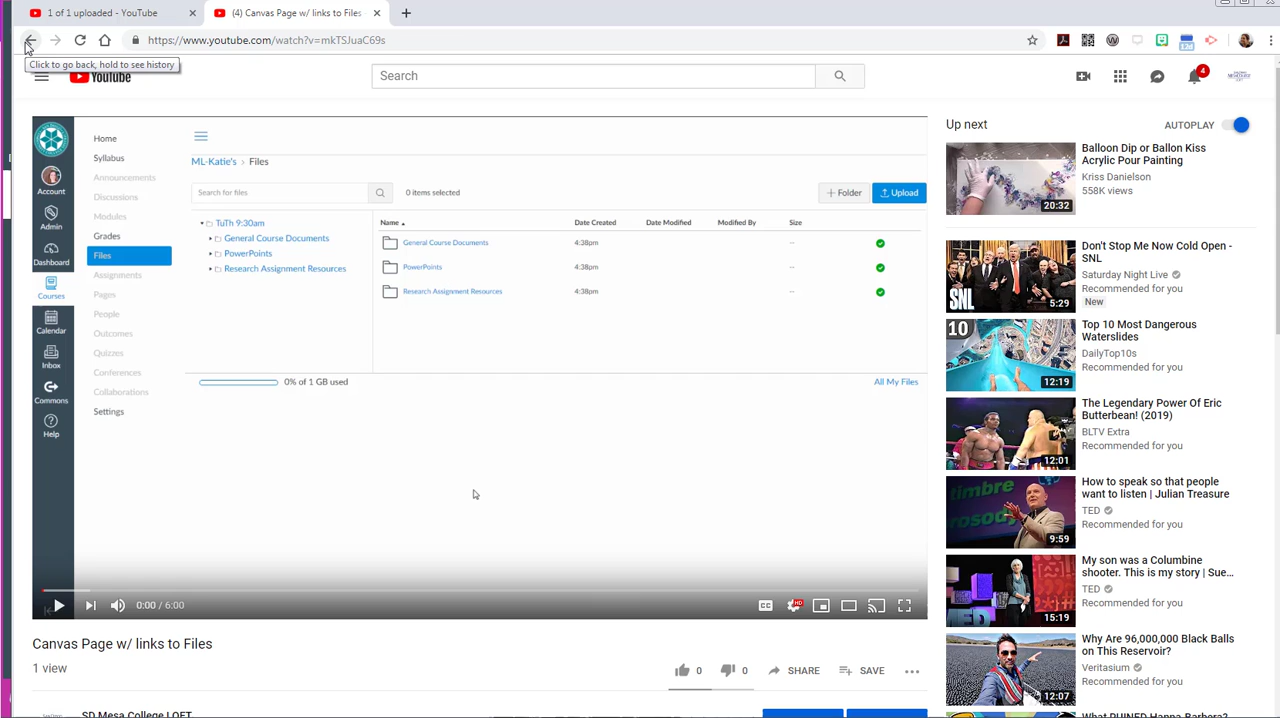 1 of 1 uploaded - YouTube
(4) Canvas Page w/ links to Files -
https://www.youtube.com/watch?v=mkTSJuaC69s
Click to go back, hold to see history
YouTube
Search
4
Home
Syllabus
Announcements
Discussions
Modules
Grades
Files
Assignments
Pages
People
Outcomes
Quizzes
Conferences
Collaborations
Settings
Account
Admin
Dashboard
Courses
Calendar
Inbox
Commons
Help
ML-Katie's > Files
Search for files
0 items selected
+ Folder
Upload
TuTh 9:30am
General Course Documents
PowerPoints
Research Assignment Resources
Name Date Created Date Modified Modified By Size
General Course Documents 4:38pm --
PowerPoints 4:38pm --
Research Assignment Resources 4:38pm --
0% of 1 GB used
All My Files
0:00 / 6:00
CC
HD
Canvas Page w/ links to Files
1 view
0
0
SHARE
SAVE
SD Mesa College LOFT
Up next
AUTOPLAY
20:32
Balloon Dip or Ballon Kiss
Acrylic Pour Painting
Kriss Danielson
558K views
SNL
5:29
Don't Stop Me Now Cold Open -
SNL
Saturday Night Live
New
10
12:19
Top 10 Most Dangerous
Waterslides
DailyTop10s
Recommended for you
12:01
The Legendary Power Of Eric
Butterbean! (2019)
BLTV Extra
Recommended for you
timbre
prosody
9:59
How to speak so that people
want to listen | Julian Treasure
TED
Recommended for you
15:19
My son was a Columbine
shooter. This is my story | Sue...
TED
Recommended for you
12:07
Why Are 96,000,000 Black Balls
on This Reservoir?
Veritasium
Recommended for you
What RUINED Hanna-Barbera?